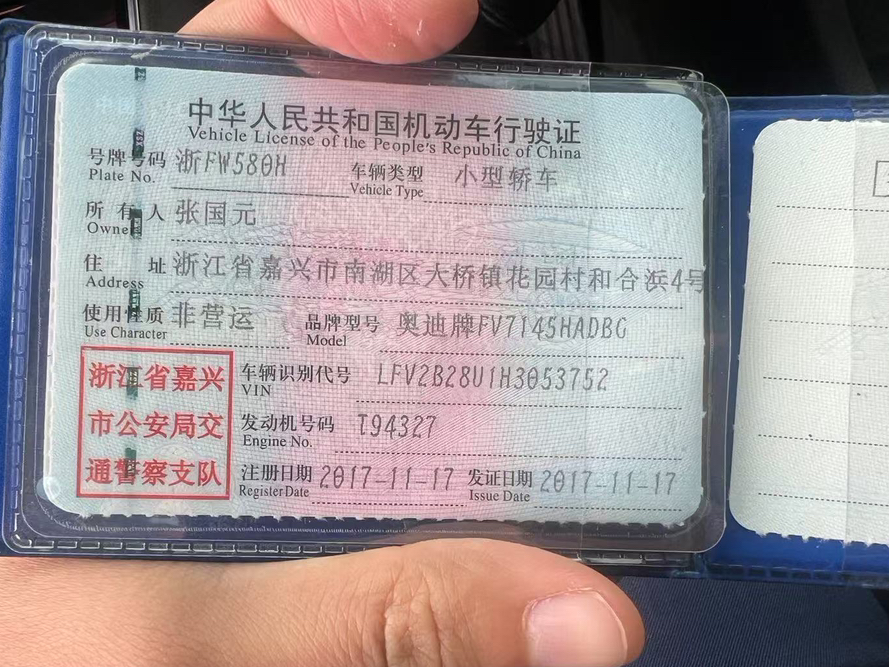 中华人民共和国机动车行驶证
Vehicle License of the People's Republic of China
号牌号码 浙FW580H 车辆类型 小型轿车
Plate No. Vehicle Type
所有人 张国元
Owner
住址 浙江省嘉兴市南湖区大桥镇花园村和合浜4号
Address
使用性质 非营运 品牌型号 奥迪牌FV7145HADBG
Use Character Model
浙江省嘉兴
市公安局交
通警察支队
车辆识别代号 LFV2B28U1H3053752
VIN
发动机号码 T94327
Engine No.
注册日期 2017-11-17 发证日期 2017-11-17
Register Date Issue Date